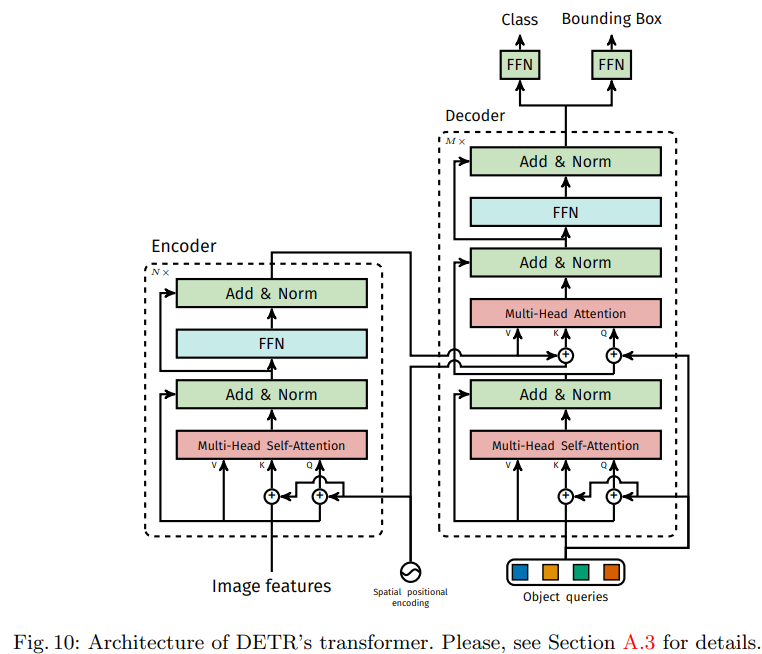 Class Bounding Box
FFN FFN
Decoder
M ×
Add & Norm
FFN
Add & Norm
Multi-Head Attention
V K Q
+ +
Add & Norm
Multi-Head Self-Attention
V K Q
+ +
Object queries
Encoder
N ×
Add & Norm
FFN
Add & Norm
Multi-Head Self-Attention
V K Q
+ +
Image features
Spatial positional
encoding
Fig. 10: Architecture of DETR's transformer. Please, see Section A.3 for details.